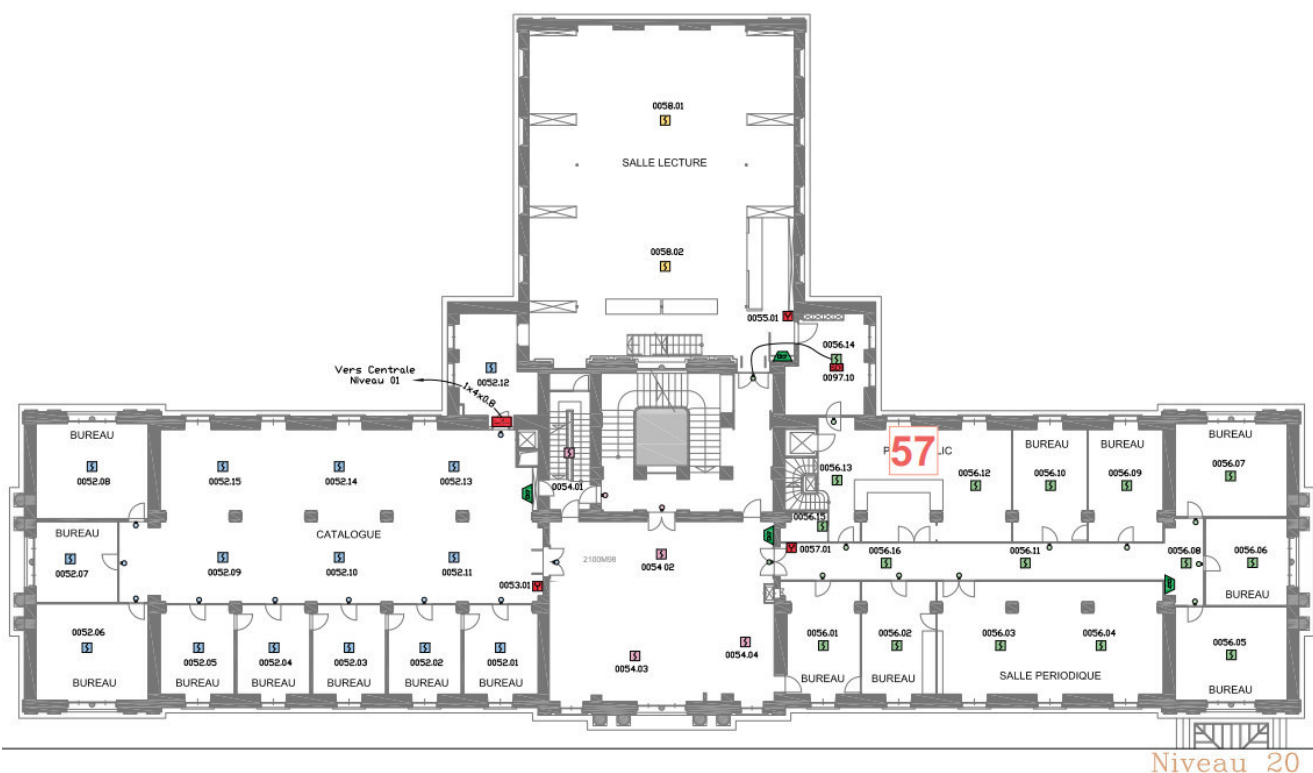 0058.01
SALLE LECTURE
0058.02
0055.01
0056.14
0097.10
Vers Centrale
Niveau 01
1x4x0.8
0052.12
BUREAU
0052.08
0052.15
0052.14
0052.13
0054.01
0056.13
57
0056.12
BUREAU
0056.10
BUREAU
0056.09
BUREAU
0056.07
BUREAU
0052.07
CATALOGUE
0052.09
0052.10
0052.11
0053.01
2100M98
0054 02
0056.15
0057.01
0056.16
0056.11
0056.08
0056.06
BUREAU
0052.06
BUREAU
0052.05
BUREAU
0052.04
BUREAU
0052.03
BUREAU
0052.02
BUREAU
0052.01
BUREAU
0054.03
0054.04
0056.01
BUREAU
0056.02
BUREAU
0056.03
0056.04
SALLE PERIODIQUE
0056.05
BUREAU
Niveau 20